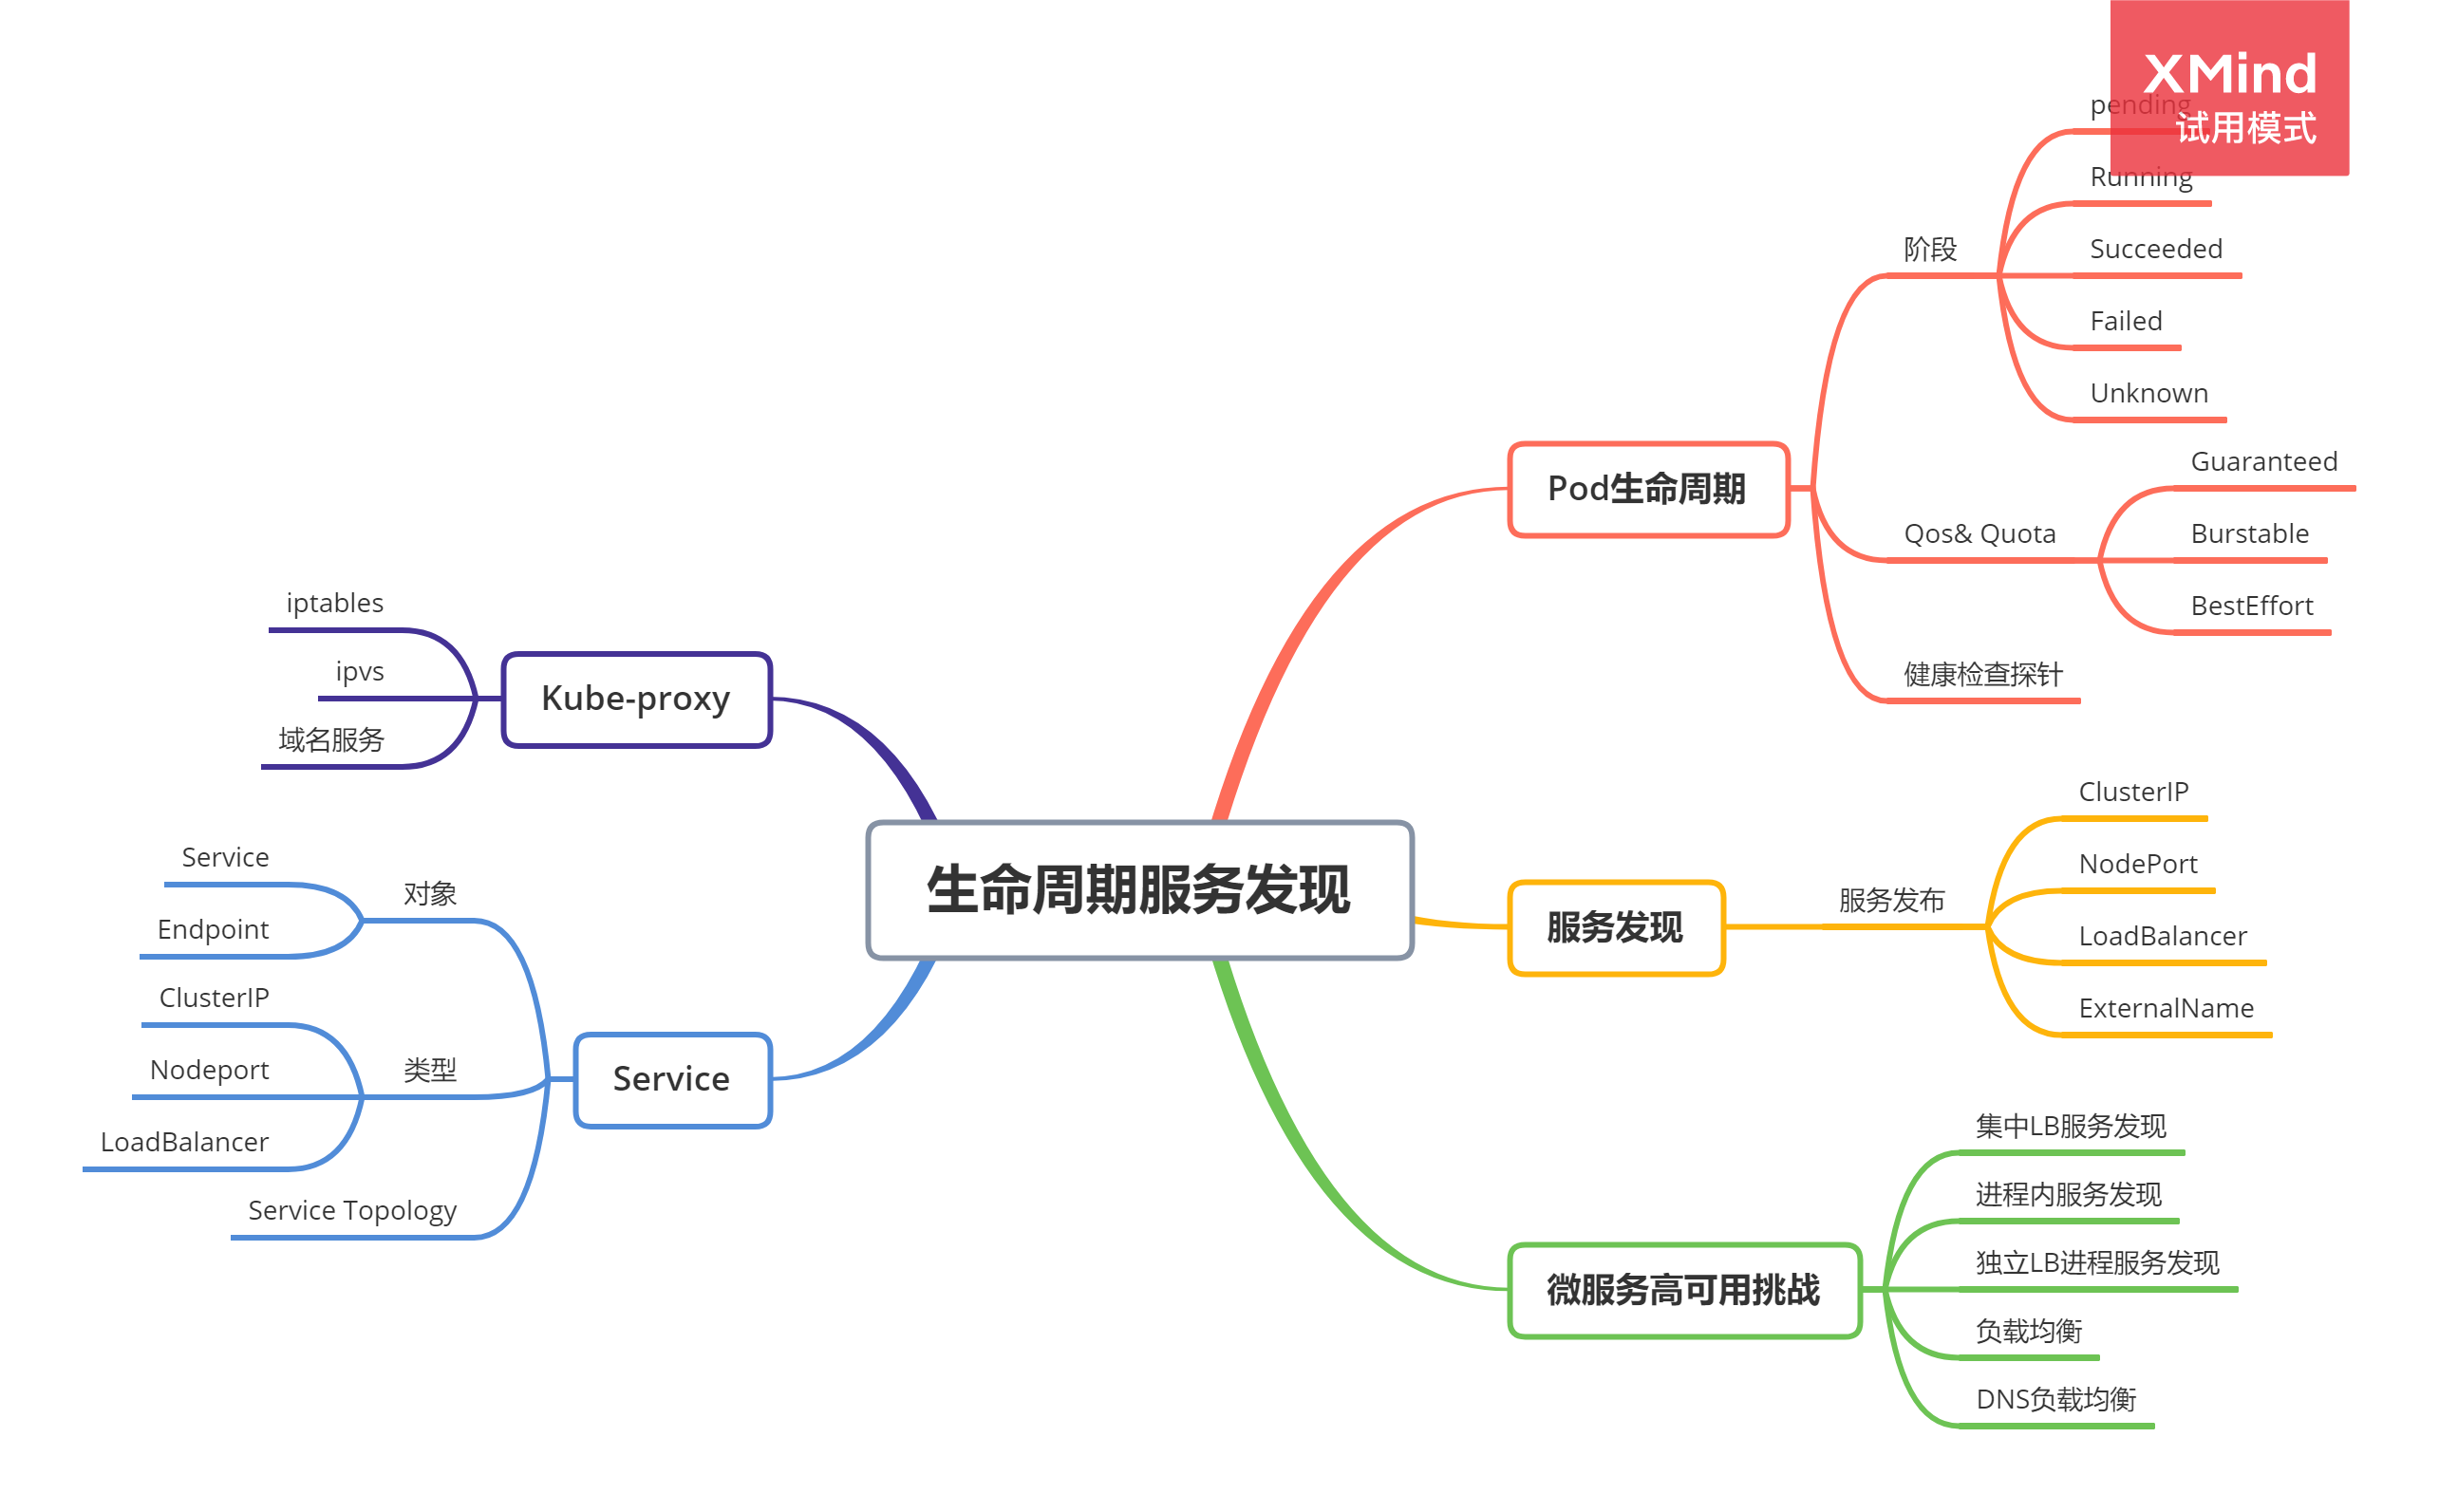 生命周期服务发现
Pod生命周期
阶段
pending
Running
Succeeded
Failed
Unknown
Qos& Quota
Guaranteed
Burstable
BestEffort
健康检查探针
服务发现
服务发布
ClusterIP
NodePort
LoadBalancer
ExternalName
微服务高可用挑战
集中LB服务发现
进程内服务发现
独立LB进程服务发现
负载均衡
DNS负载均衡
Kube-proxy
iptables
ipvs
域名服务
Service
对象
Service
Endpoint
类型
ClusterIP
Nodeport
LoadBalancer
Service Topology
XMind
试用模式